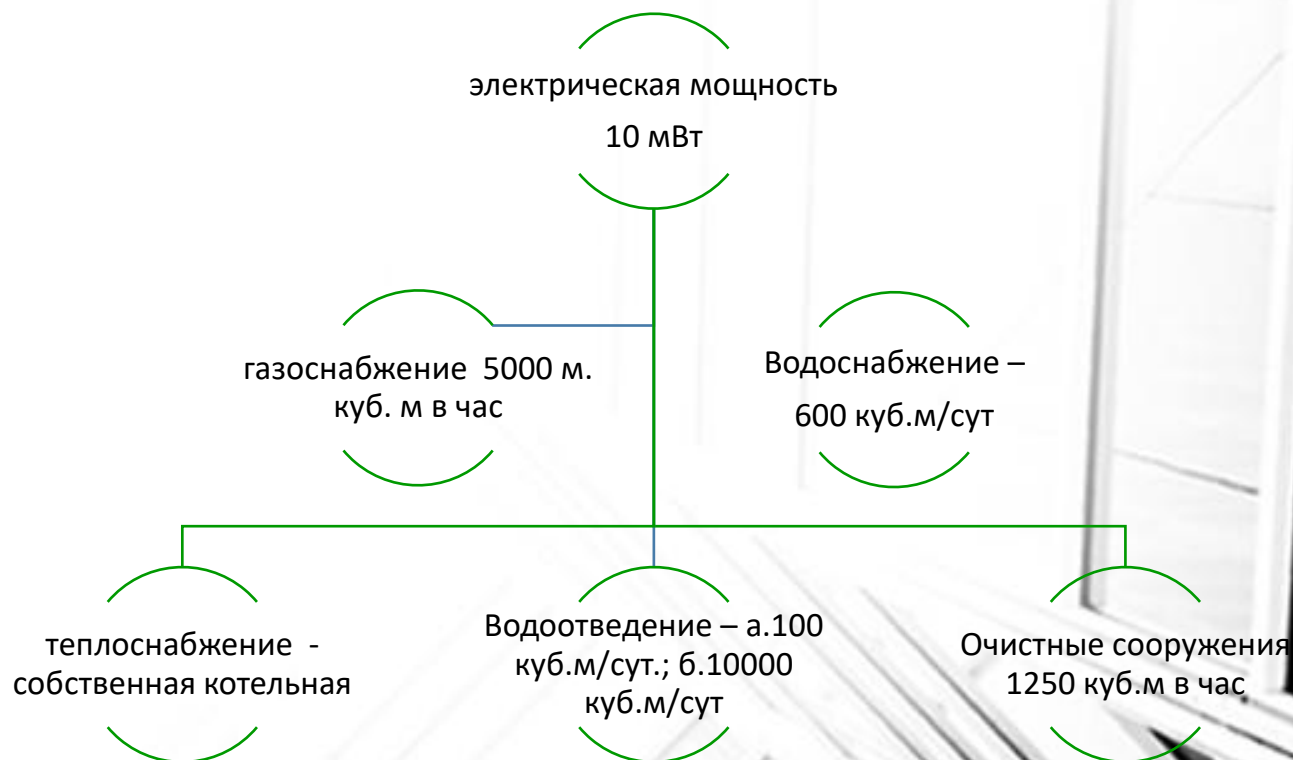 электрическая мощность
10 мВт
газоснабжение 5000 м.
куб. м в час
Водоснабжение –
600 куб.м/сут
теплоснабжение -
собственная котельная
Водоотведение – а.100
куб.м/сут.; б.10000
куб.м/сут
Очистные сооружения
1250 куб.м в час